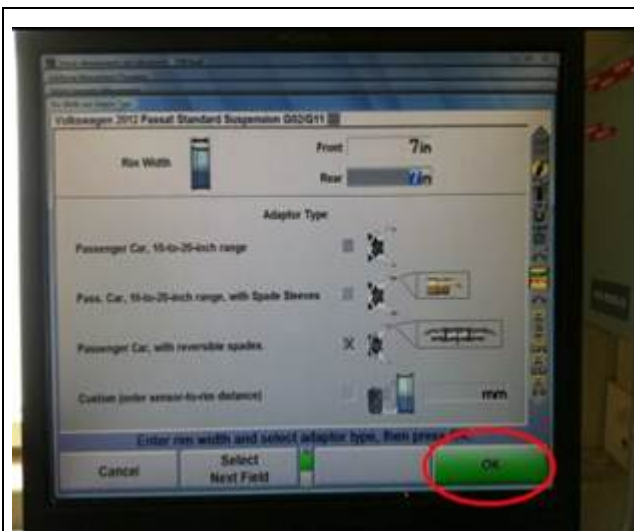 Volkswagen 2012 Passat Standard Suspension G02/G11
Rim Width
Front 7in
Rear 7in
Adaptor Type
Passenger Car, 10-to-20-inch range
Pass. Car, 10-to-20-inch range, with Spade Sleeves
Passenger Car, with reversible spades.
Custom (enter sensor-to-rim distance)
mm
Enter rim width and select adaptor type, then press OK.
Cancel
Select
Next Field
OK